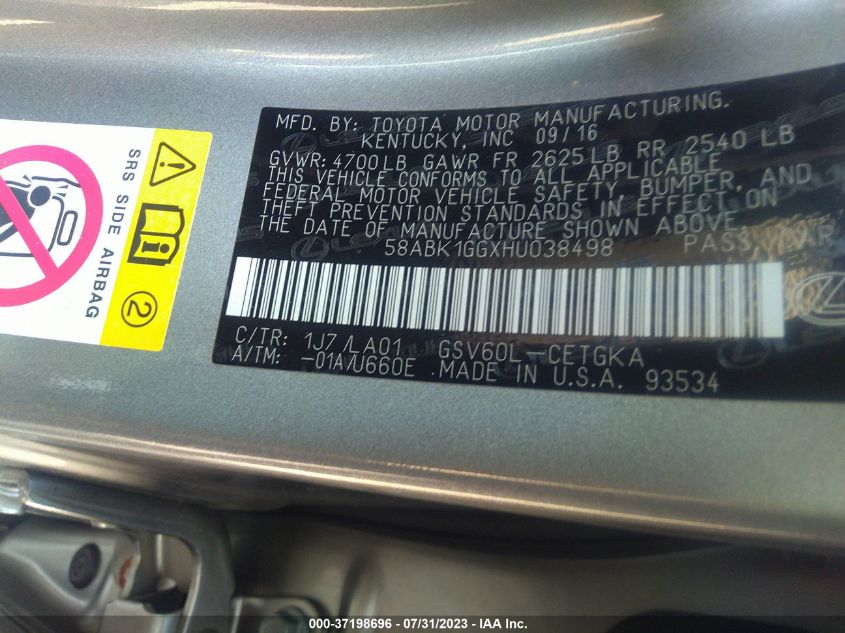 MFD. BY: TOYOTA MOTOR MANUFACTURING.
KENTUCKY, INC 09/16
GVWR: 4700LB GAWR FR 2625LB RR 2540 LB
THIS VEHICLE CONFORMS TO ALL APPLICABLE
FEDERAL MOTOR VEHICLE SAFETY, BUMPER, AND
THEFT PREVENTION STANDARDS IN EFFECT ON
THE DATE OF MANUFACTURE SHOWN ABOVE.
58ABK1GGXHU038498 PASS CAR
C/TR: 1J7 /LA01 GSV60L-CETGKA
A/TM: -01A/U660E MADE IN U.S.A. 93534
SRS SIDE AIRBAG
2
000-37198696 / 07/31/2023 / IAA Inc.